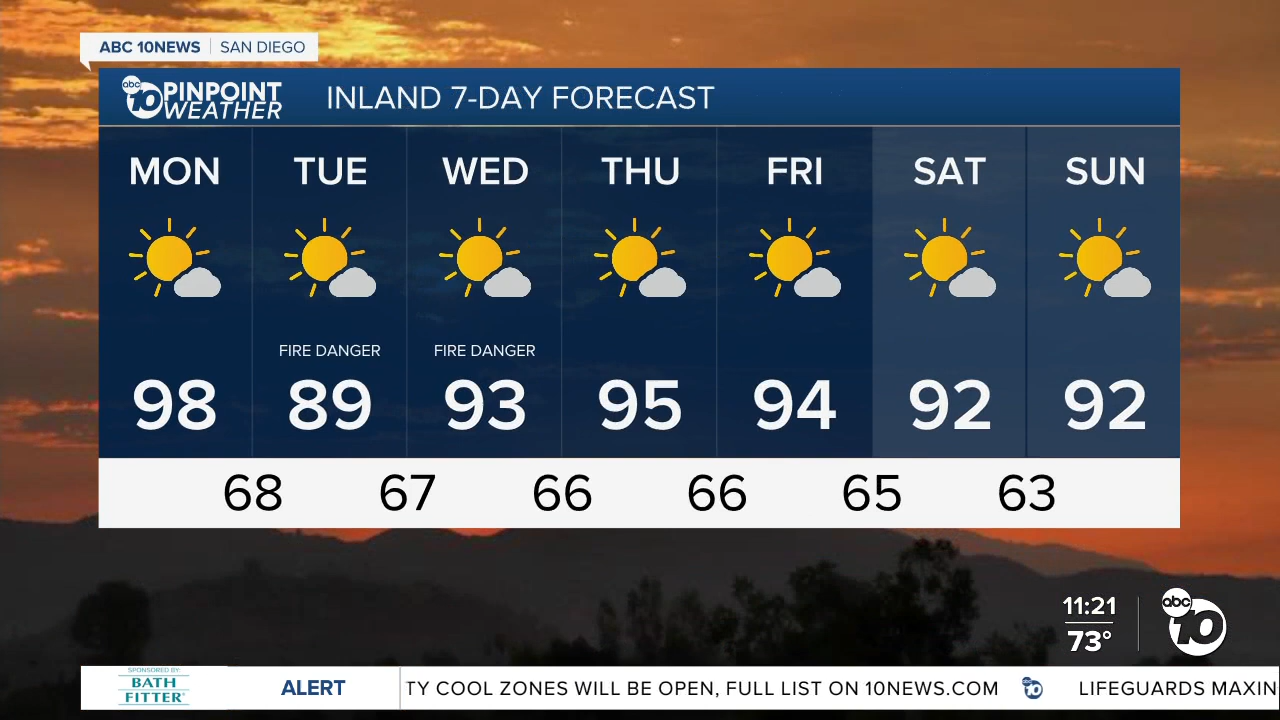 ABC 10NEWS | SAN DIEGO
abc 10 PINPOINT WEATHER
INLAND 7-DAY FORECAST
MON TUE WED THU FRI SAT SUN
FIRE DANGER FIRE DANGER
98 89 93 95 94 92 92
68 67 66 66 65 63
11:21
73°
abc 10
SPONSORED BY:
BATH
FITTER
ALERT
TY COOL ZONES WILL BE OPEN, FULL LIST ON 10NEWS.COM abc 10 LIFEGUARDS MAXIN